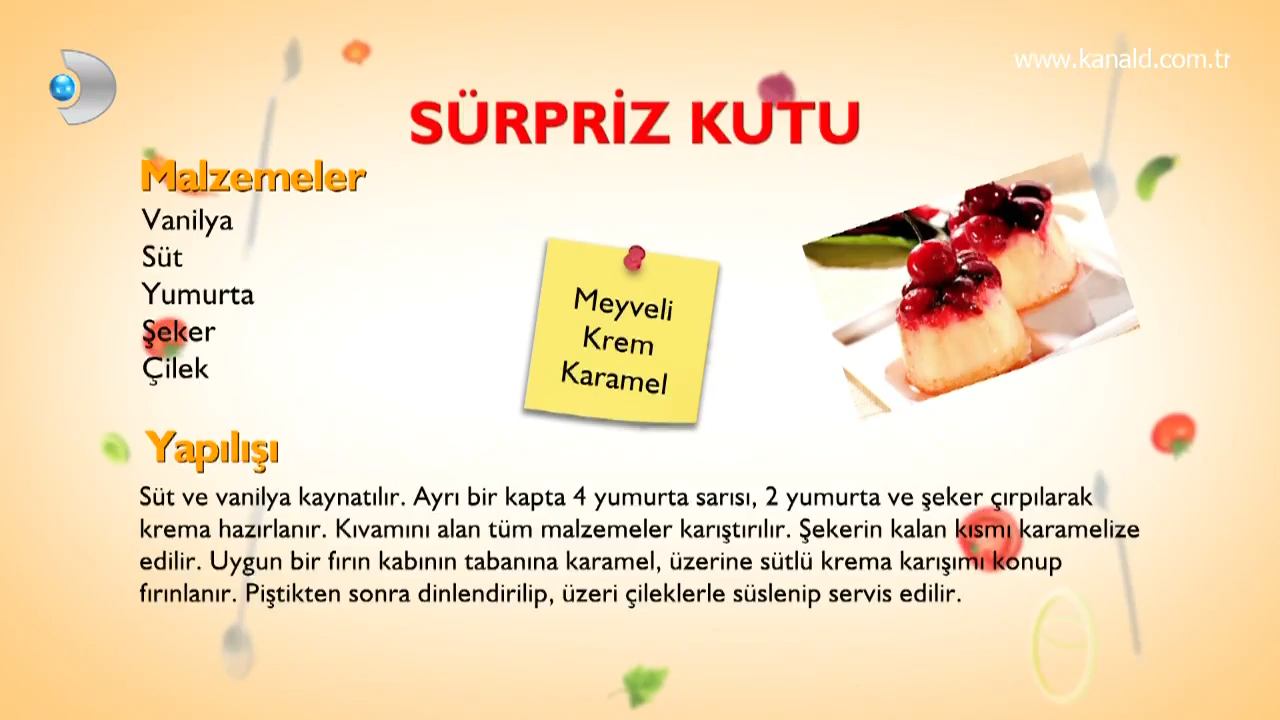 www.kanald.com.tr
SÜRPRİZ KUTU
Malzemeler
Vanilya
Süt
Yumurta
Şeker
Çilek
Meyveli
Krem
Karamel
Yapılışı
Süt ve vanilya kaynatılır. Ayrı bir kapta 4 yumurta sarısı, 2 yumurta ve şeker çırpılarak
krema hazırlanır. Kıvamını alan tüm malzemeler karıştırılır. Şekerin kalan kısmı karamelize
edilir. Uygun bir fırın kabının tabanına karamel, üzerine sütlü krema karışımı konup
fırınlanır. Piştikten sonra dinlendirilip, üzeri çileklerle süslenip servis edilir.